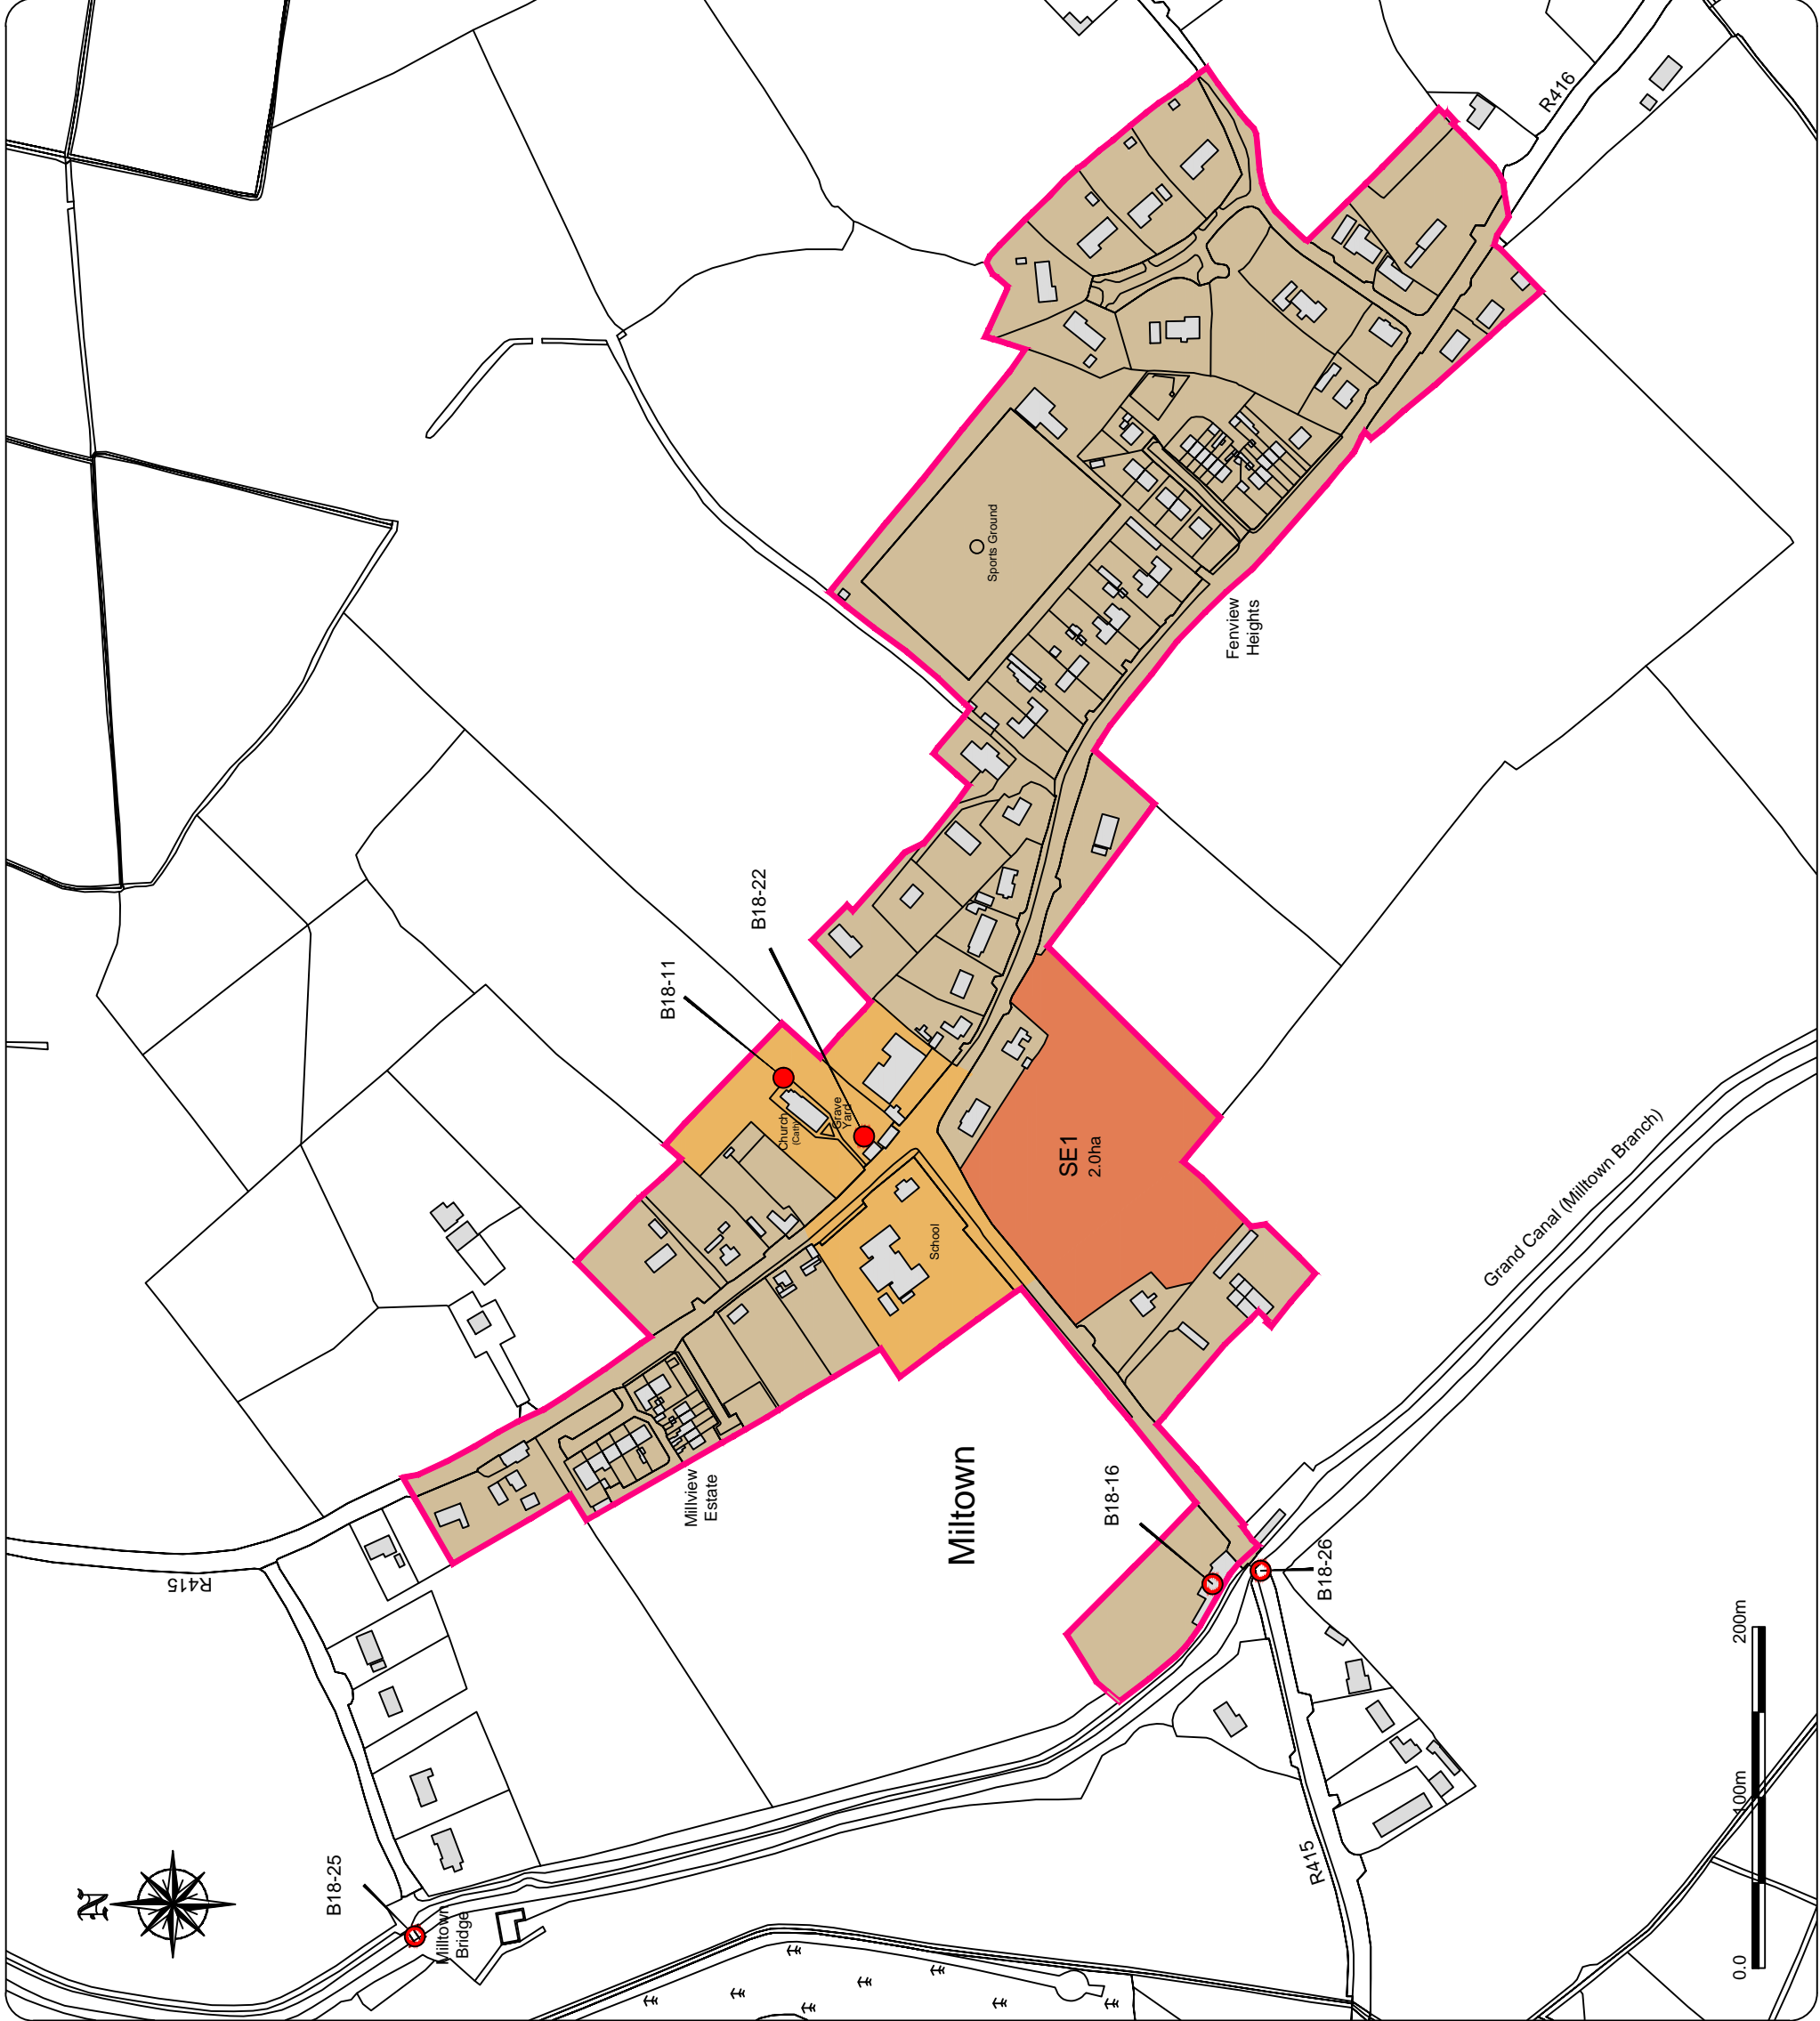 R416
Sports Ground
Fenview
Heights
B18-22
B18-11
Church
(Cath)
Grave
Yard
SE1
2.0ha
School
Grand Canal (Milltown Branch)
Millview
Estate
Miltown
B18-16
B18-26
R415
R415
B18-25
Milltown
Bridge
N
0.0
100m
200m